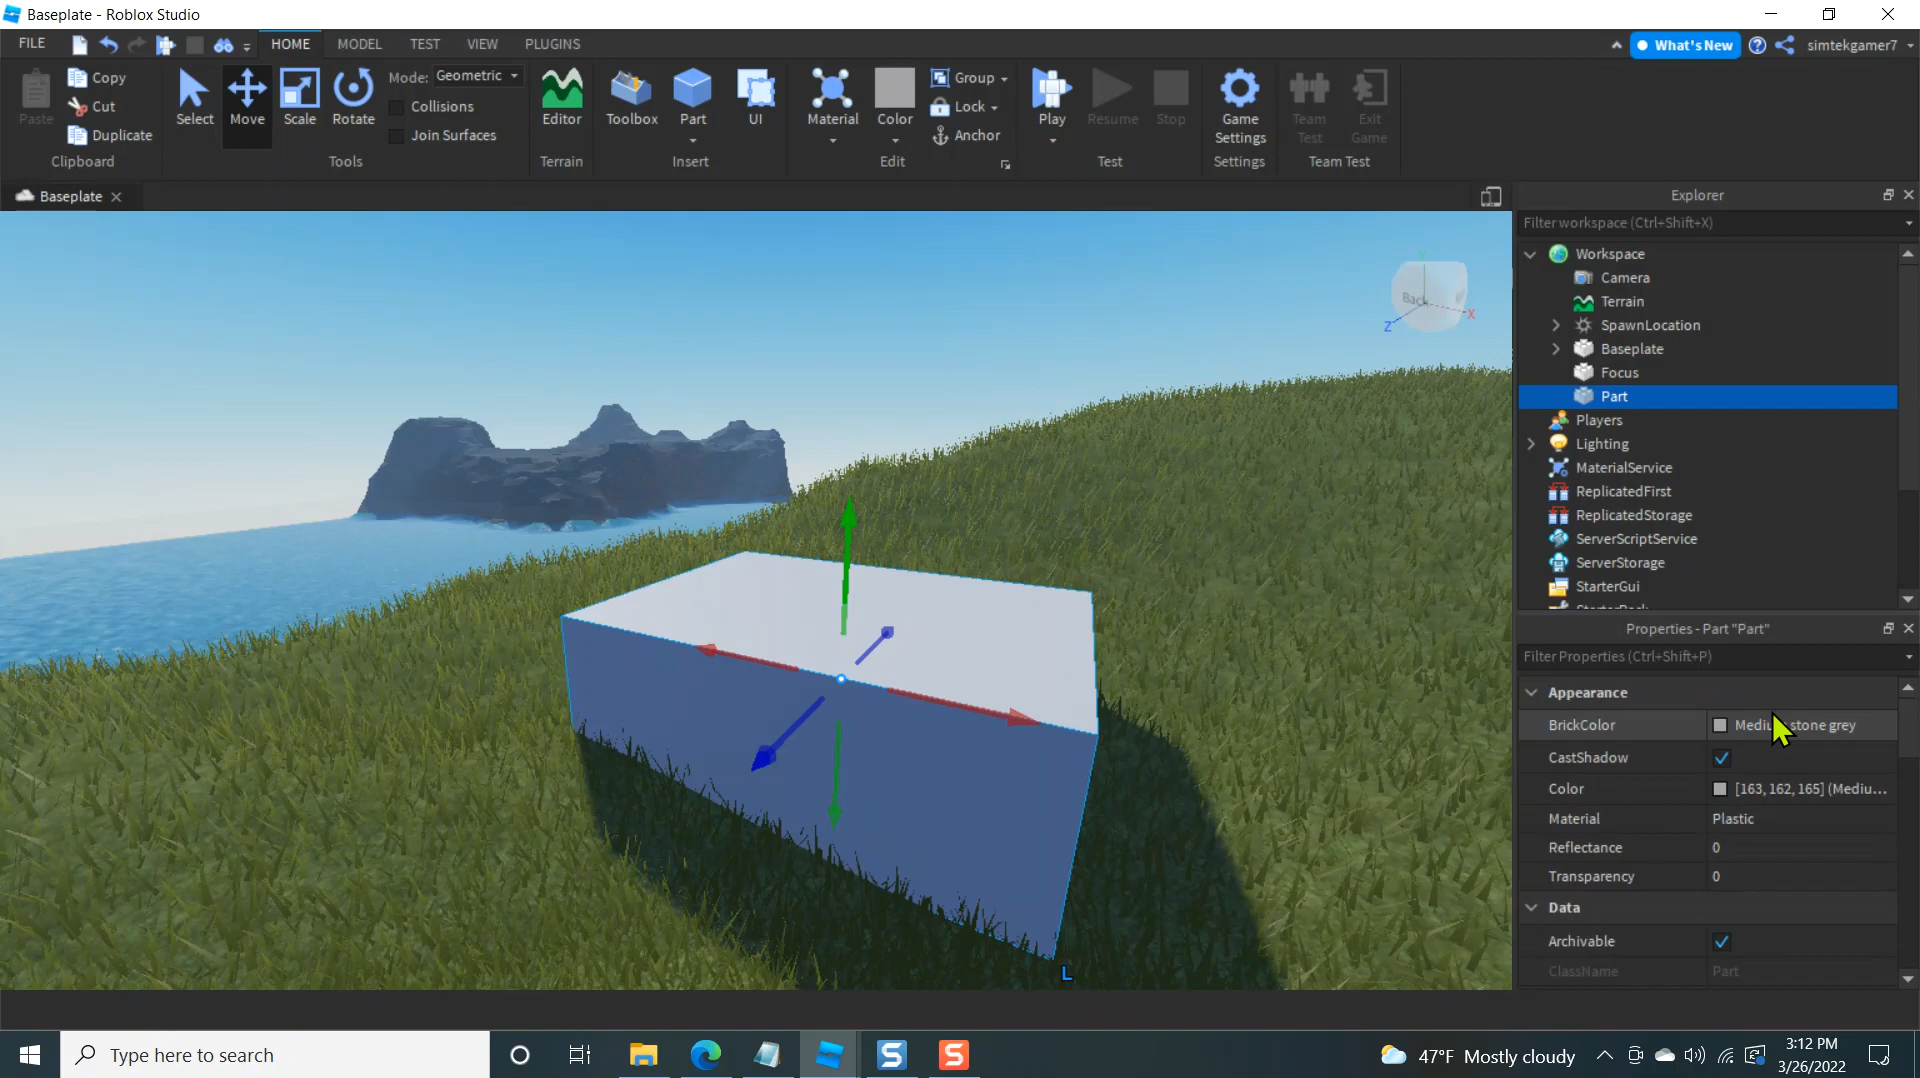 Baseplate - Roblox Studio
FILE HOME MODEL TEST VIEW PLUGINS What's New simtekgamer7
Paste Copy Cut Duplicate
Clipboard
Select Move Scale Rotate
Mode: Geometric
Collisions
Join Surfaces
Tools
Editor
Terrain
Toolbox Part UI
Insert
Material Color Group Lock Anchor
Edit
Play Resume Stop
Test
Game Settings
Settings
Team Test Exit Game
Team Test
Baseplate
Back
X
Z
L
Explorer
Filter workspace (Ctrl+Shift+X)
Workspace
Camera
Terrain
SpawnLocation
Baseplate
Focus
Part
Players
Lighting
MaterialService
ReplicatedFirst
ReplicatedStorage
ServerScriptService
ServerStorage
StarterGui
Properties - Part "Part"
Filter Properties (Ctrl+Shift+P)
Appearance
BrickColor Medium stone grey
CastShadow
Color [163, 162, 165] (Mediu...
Material Plastic
Reflectance 0
Transparency 0
Data
Archivable
ClassName Part
Type here to search
S
S
47°F Mostly cloudy
3:12 PM
3/26/2022